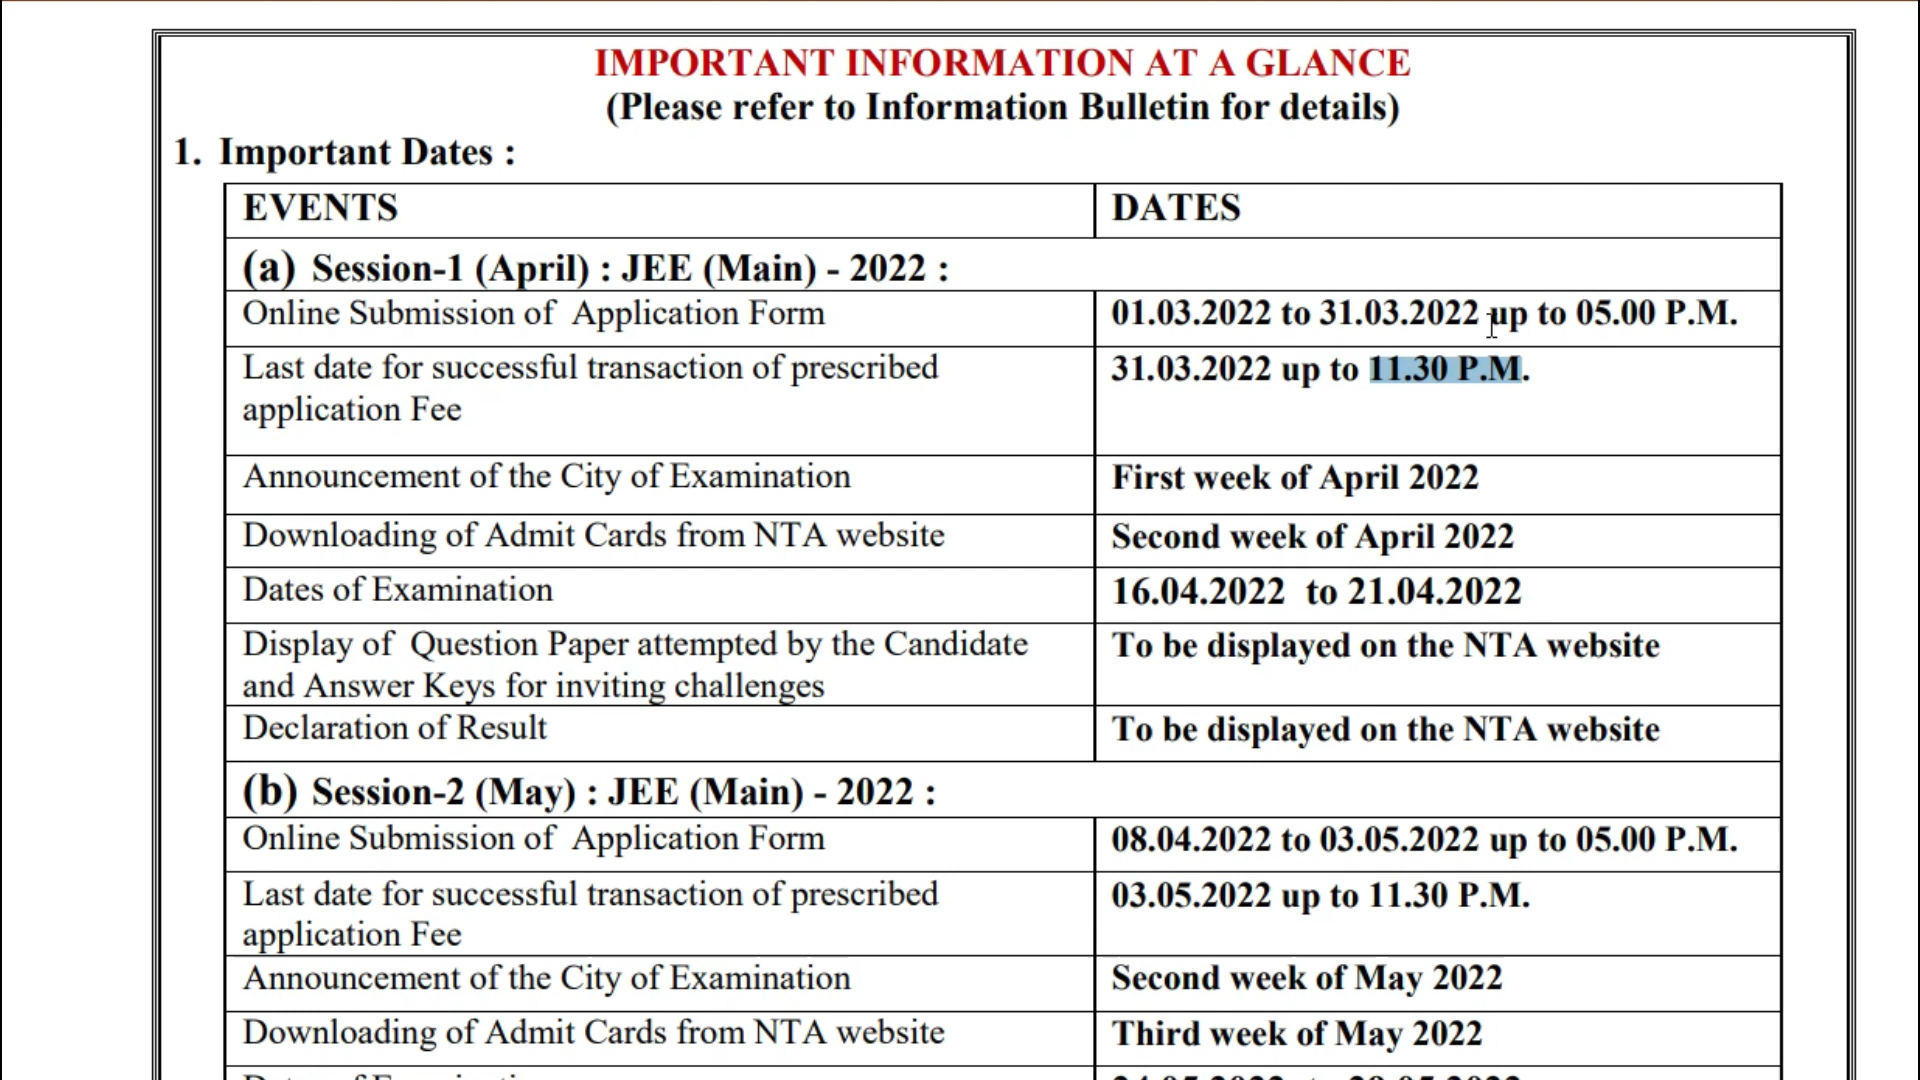 IMPORTANT INFORMATION AT A GLANCE
(Please refer to Information Bulletin for details)
1. Important Dates :
EVENTS DATES
(a) Session-1 (April) : JEE (Main) - 2022 :
Online Submission of Application Form 01.03.2022 to 31.03.2022 up to 05.00 P.M.
Last date for successful transaction of prescribed 31.03.2022 up to 11.30 P.M.
application Fee
Announcement of the City of Examination First week of April 2022
Downloading of Admit Cards from NTA website Second week of April 2022
Dates of Examination 16.04.2022 to 21.04.2022
Display of Question Paper attempted by the Candidate To be displayed on the NTA website
and Answer Keys for inviting challenges
Declaration of Result To be displayed on the NTA website
(b) Session-2 (May) : JEE (Main) - 2022 :
Online Submission of Application Form 08.04.2022 to 03.05.2022 up to 05.00 P.M.
Last date for successful transaction of prescribed 03.05.2022 up to 11.30 P.M.
application Fee
Announcement of the City of Examination Second week of May 2022
Downloading of Admit Cards from NTA website Third week of May 2022